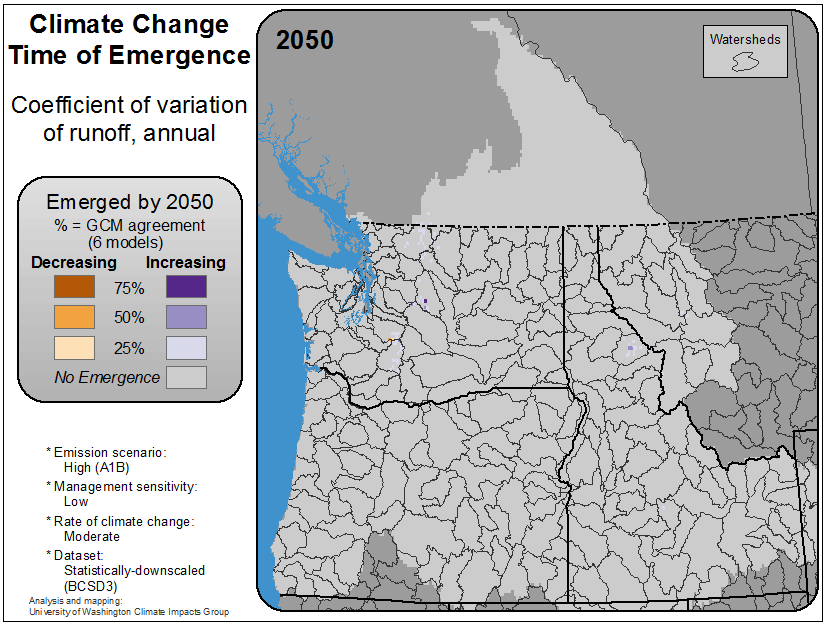 Climate Change
Time of Emergence
Coefficient of variation
of runoff, annual
Emerged by 2050
% = GCM agreement
(6 models)
Decreasing Increasing
75%
50%
25%
No Emergence
* Emission scenario:
High (A1B)
* Management sensitivity:
Low
* Rate of climate change:
Moderate
* Dataset:
Statistically-downscaled
(BCSD3)
Analysis and mapping:
University of Washington Climate Impacts Group
2050
Watersheds